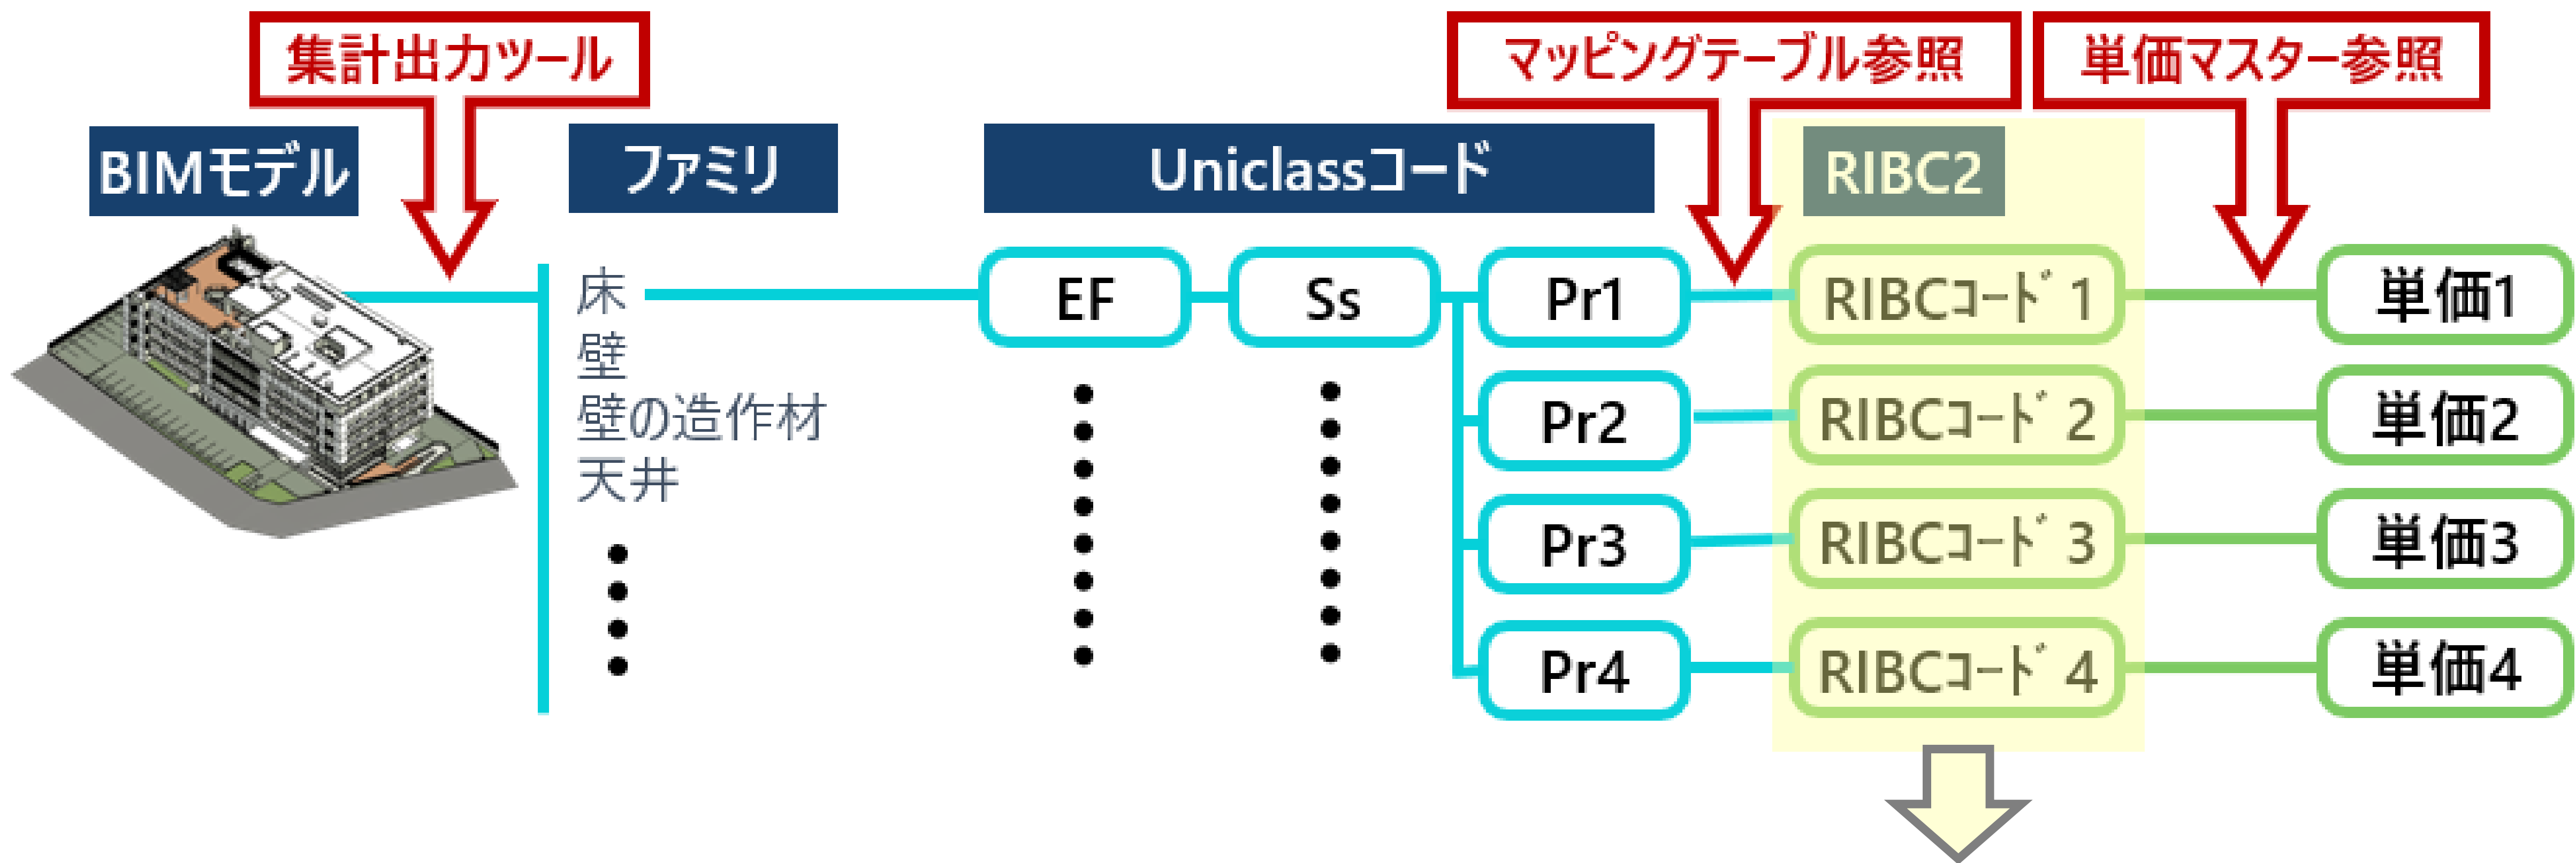 集計出力ツール
マッピングテーブル参照
単価マスター参照
BIMモデル
ファミリ
Uniclassコード
RIBC2
床
壁
壁の造作材
天井
EF
Ss
Pr1
RIBCｺｰﾄﾞ 1
単価1
Pr2
RIBCｺｰﾄﾞ 2
単価2
Pr3
RIBCｺｰﾄﾞ 3
単価3
Pr4
RIBCｺｰﾄﾞ 4
単価4